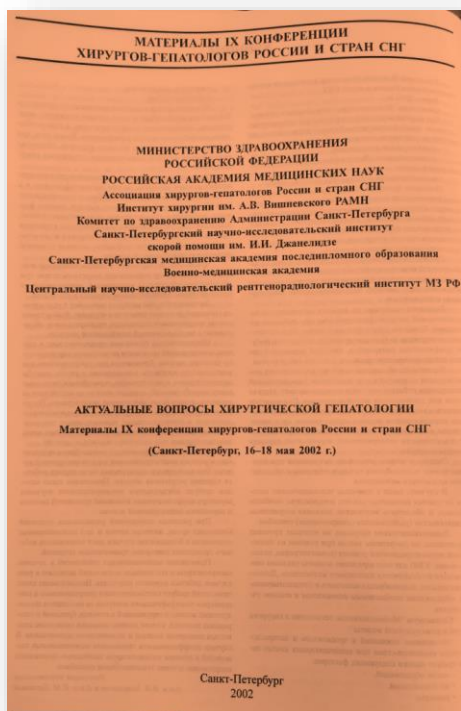 МАТЕРИАЛЫ IX КОНФЕРЕНЦИИ
ХИРУРГОВ-ГЕПАТОЛОГОВ РОССИИ И СТРАН СНГ
МИНИСТЕРСТВО ЗДРАВООХРАНЕНИЯ
РОССИЙСКОЙ ФЕДЕРАЦИИ
РОССИЙСКАЯ АКАДЕМИЯ МЕДИЦИНСКИХ НАУК
Ассоциация хирургов-гепатологов России и стран СНГ
Институт хирургии им. А.В. Вишневского РАМН
Комитет по здравоохранению Администрации Санкт-Петербурга
Санкт-Петербургский научно-исследовательский институт
скорой помощи им. И.И. Джанелидзе
Санкт-Петербургская медицинская академия последипломного образования
Военно-медицинская академия
Центральный научно-исследовательский рентгенорадиологический институт МЗ РФ
АКТУАЛЬНЫЕ ВОПРОСЫ ХИРУРГИЧЕСКОЙ ГЕПАТОЛОГИИ
Материалы IX конференции хирургов-гепатологов России и стран СНГ
(Санкт-Петербург, 16–18 мая 2002 г.)
Санкт-Петербург
2002